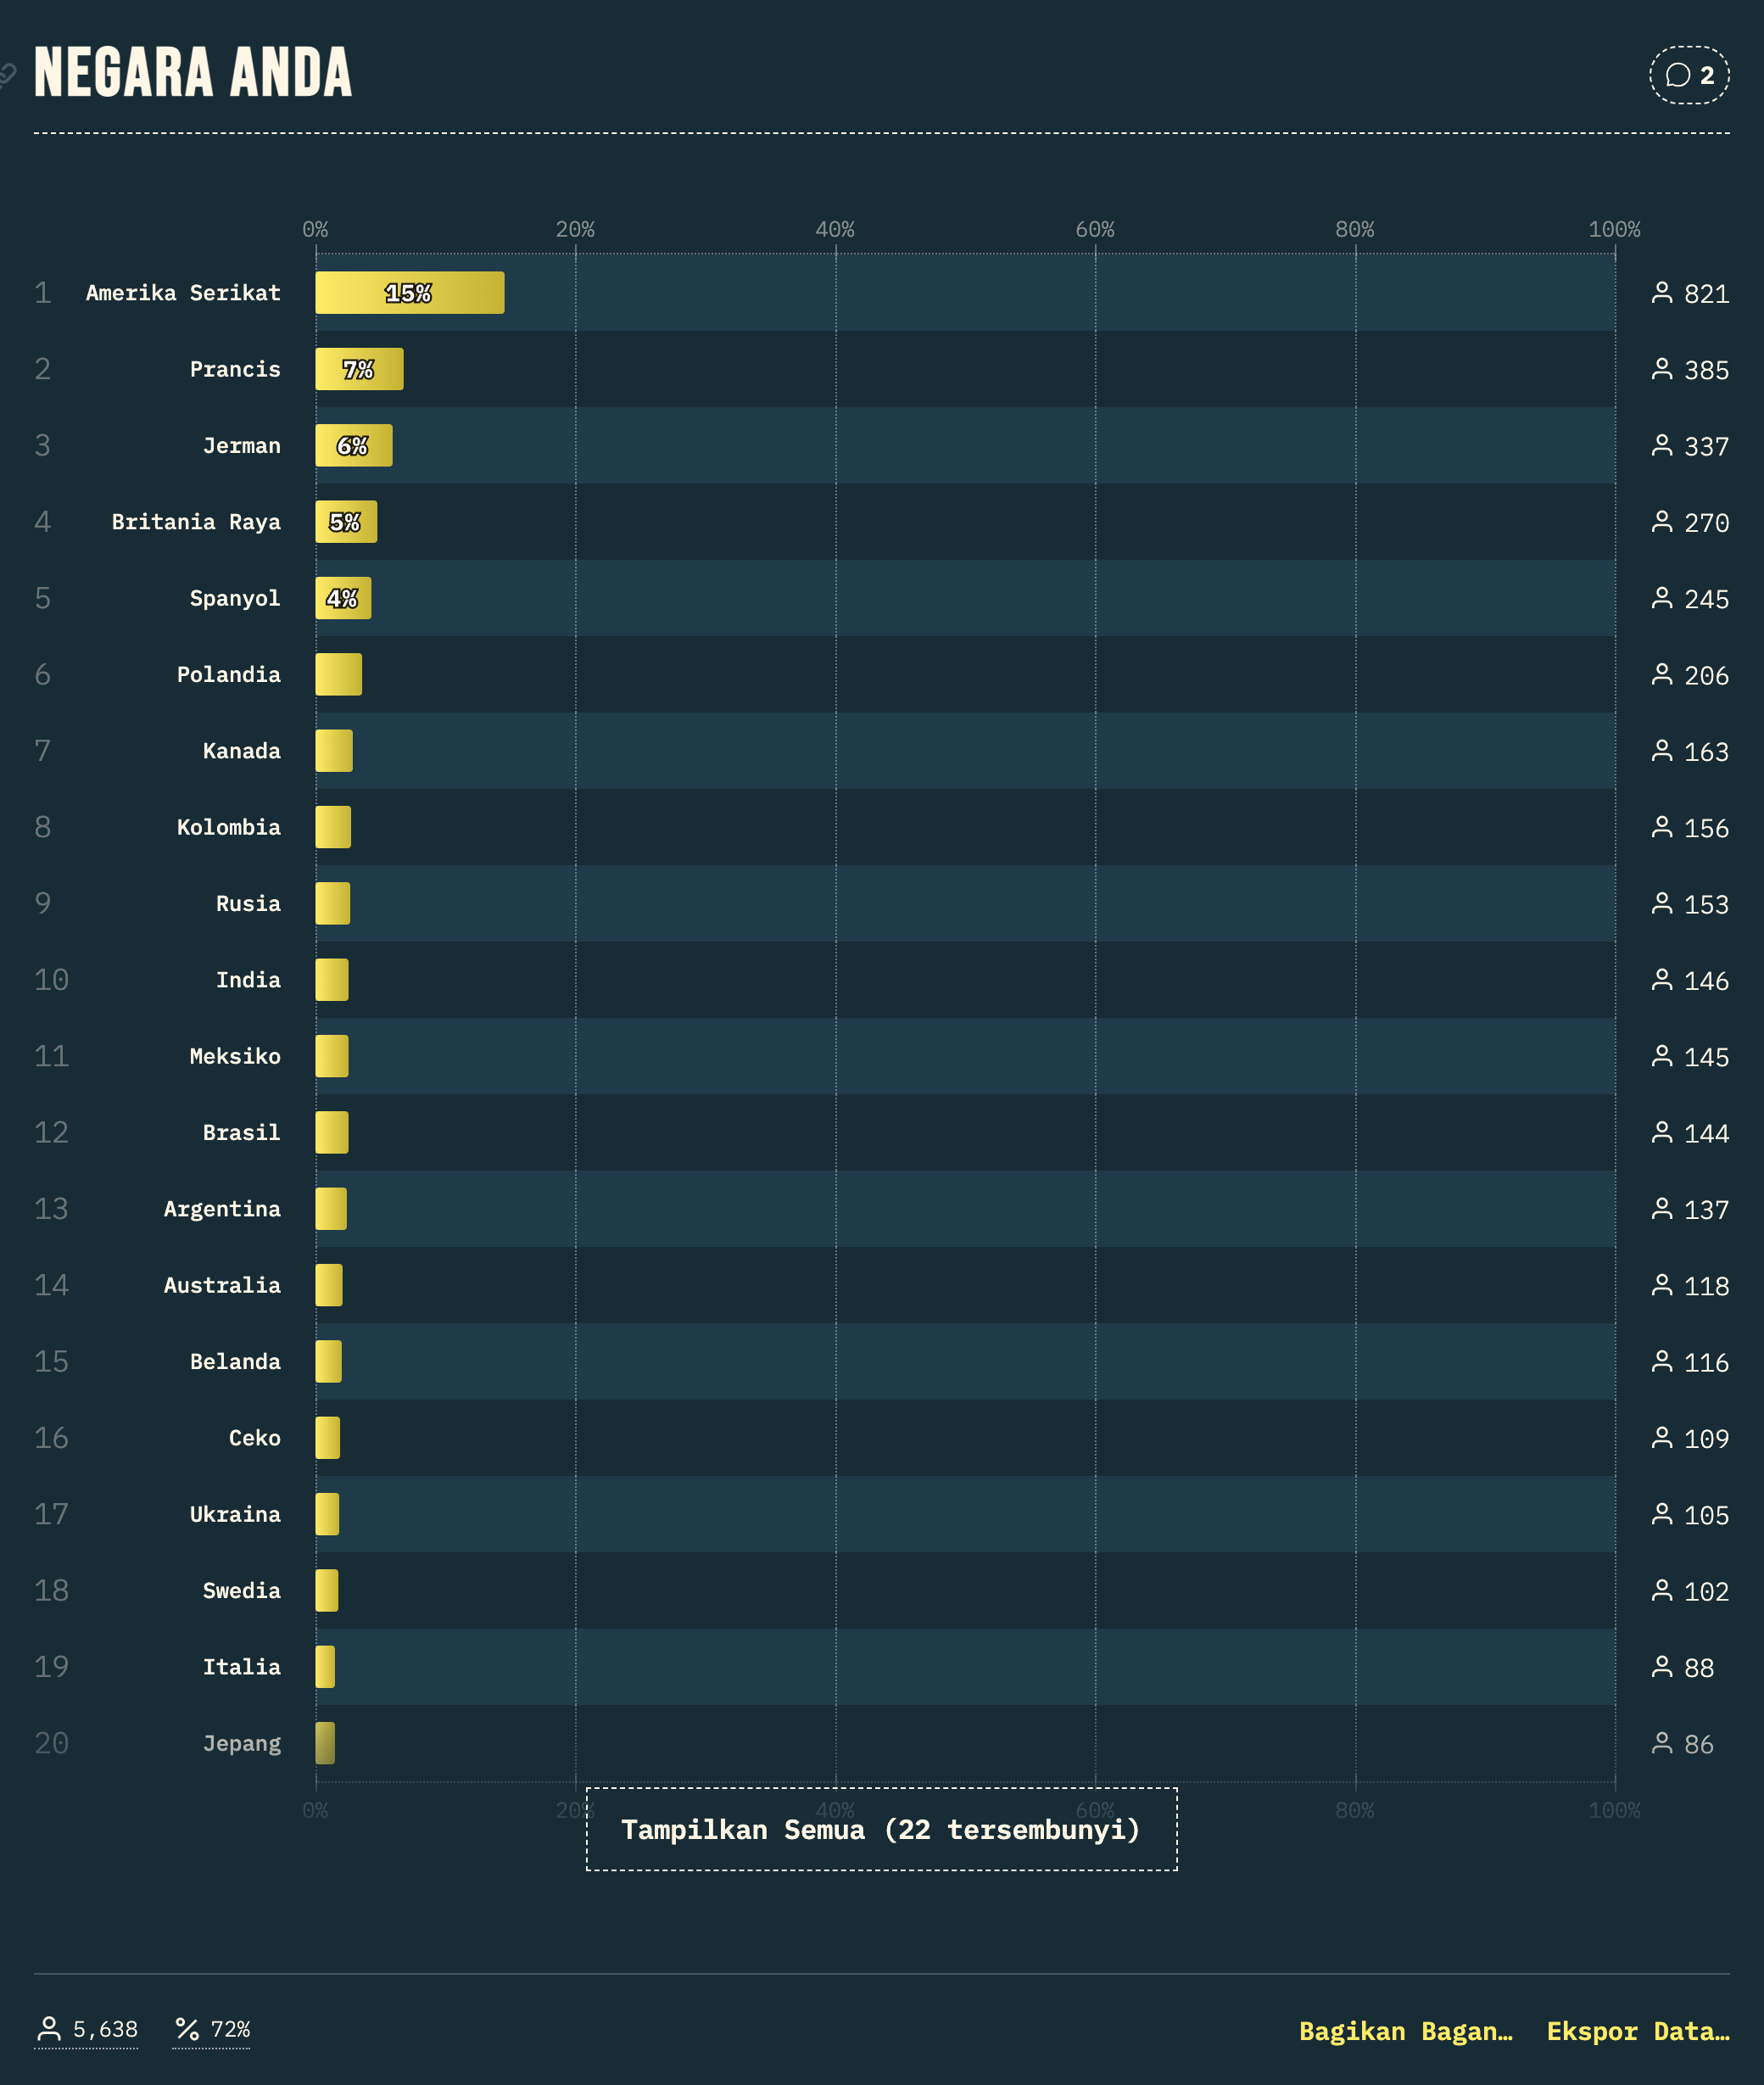 NEGARA ANDA
2
0% 20% 40% 60% 80% 100%
1 Amerika Serikat 15% 821
2 Prancis 7% 385
3 Jerman 6% 337
4 Britania Raya 5% 270
5 Spanyol 4% 245
6 Polandia 206
7 Kanada 163
8 Kolombia 156
9 Rusia 153
10 India 146
11 Meksiko 145
12 Brasil 144
13 Argentina 137
14 Australia 118
15 Belanda 116
16 Ceko 109
17 Ukraina 105
18 Swedia 102
19 Italia 88
20 Jepang 86
0% 20% 40% 60% 80% 100%
Tampilkan Semua (22 tersembunyi)
5,638 72% Bagikan Bagan… Ekspor Data…